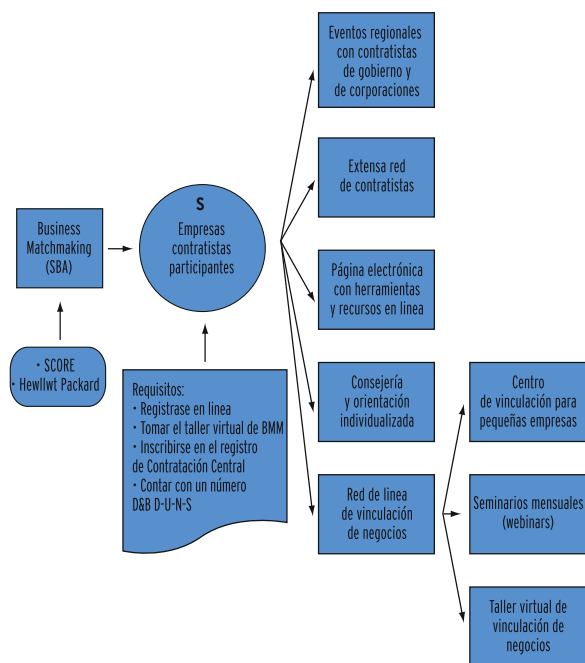 Eventos regionales
con contratistas
de gobierno y
de corporaciones
Extensa red
de contratistas
S
Empresas
contratistas
participantes
Business
Matchmaking
(SBA)
Página electrónica
con herramientas
y recursos en linea
· SCORE
· Hewllwt Packard
Requisitos:
· Registrase en linea
· Tomar el taller virtual de BMM
· Inscribirse en el registro
de Contratación Central
· Contar con un número
D&B D-U-N-S
Consejería
y orientación
individualizada
Red de linea
de vinculación
de negocios
Centro
de vinculación para
pequeñas empresas
Seminarios mensuales
(webinars)
Taller virtual de
vinculación de
negocios